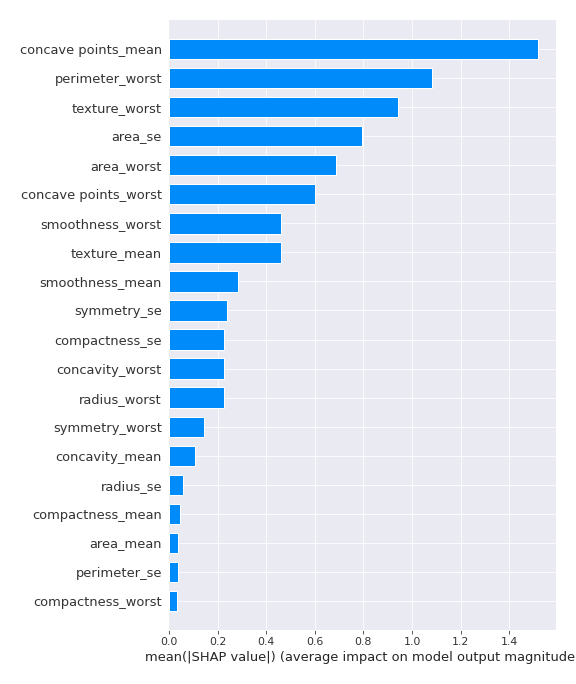 concave points_mean
perimeter_worst
texture_worst
area_se
area_worst
concave points_worst
smoothness_worst
texture_mean
smoothness_mean
symmetry_se
compactness_se
concavity_worst
radius_worst
symmetry_worst
concavity_mean
radius_se
compactness_mean
area_mean
perimeter_se
compactness_worst
0.0 0.2 0.4 0.6 0.8 1.0 1.2 1.4
mean(|SHAP value|) (average impact on model output magnitude